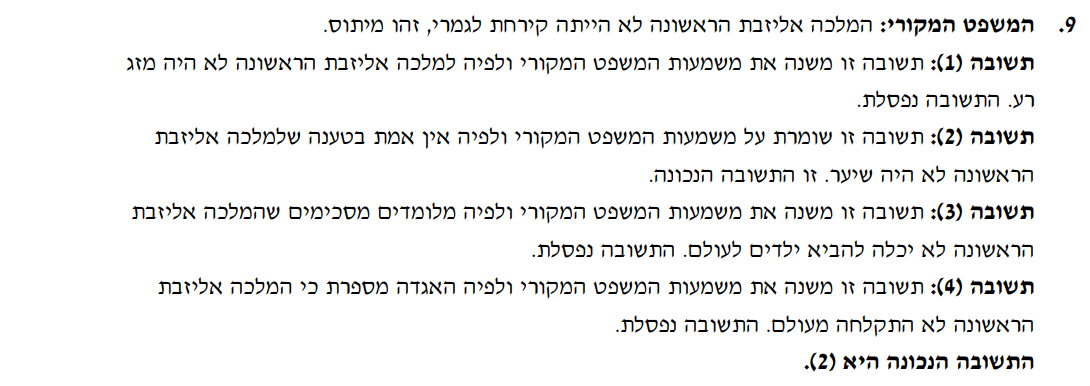 9. המשפט המקורי: המלכה אליזבת הראשונה לא הייתה קירחת לגמרי, זהו מיתוס.
תשובה (1): תשובה זו משנה את משמעות המשפט המקורי ולפיה למלכה אליזבת הראשונה לא היה מזג
רע. התשובה נפסלת.
תשובה (2): תשובה זו שומרת על משמעות המשפט המקורי ולפיה אין אמת בטענה שלמלכה אליזבת
הראשונה לא היה שיער. זו התשובה הנכונה.
תשובה (3): תשובה זו משנה את משמעות המשפט המקורי ולפיה מלומדים מסכימים שהמלכה אליזבת
הראשונה לא יכלה להביא ילדים לעולם. התשובה נפסלת.
תשובה (4): תשובה זו משנה את משמעות המשפט המקורי ולפיה האגדה מספרת כי המלכה אליזבת
הראשונה לא התקלחה מעולם. התשובה נפסלת.
התשובה הנכונה היא (2).